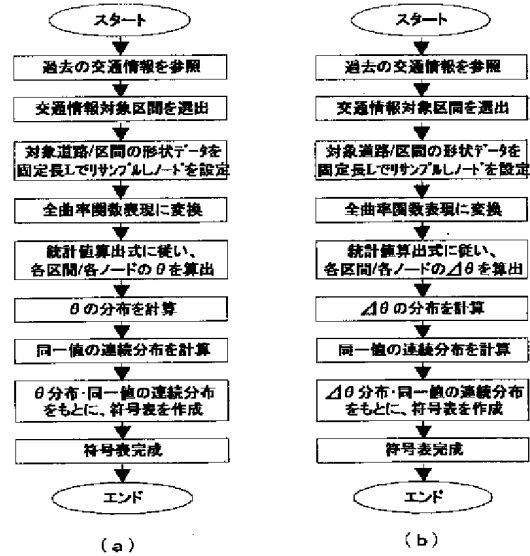 スタート
過去の交通情報を参照
交通情報対象区間を選出
対象道路/区間の形状データを
固定長Lでリサンプルしノードを設定
全曲率関数表現に変換
統計値算出式に従い、
各区間/各ノードのθを算出
θの分布を計算
同一値の連続分布を計算
θ分布・同一値の連続分布
をもとに、符号表を作成
符号表完成
エンド
(a)
スタート
過去の交通情報を参照
交通情報対象区間を選出
対象道路/区間の形状データを
固定長Lでリサンプルしノードを設定
全曲率関数表現に変換
統計値算出式に従い、
各区間/各ノードの⊿θを算出
⊿θの分布を計算
同一値の連続分布を計算
⊿θ分布・同一値の連続分布
をもとに、符号表を作成
符号表完成
エンド
(b)